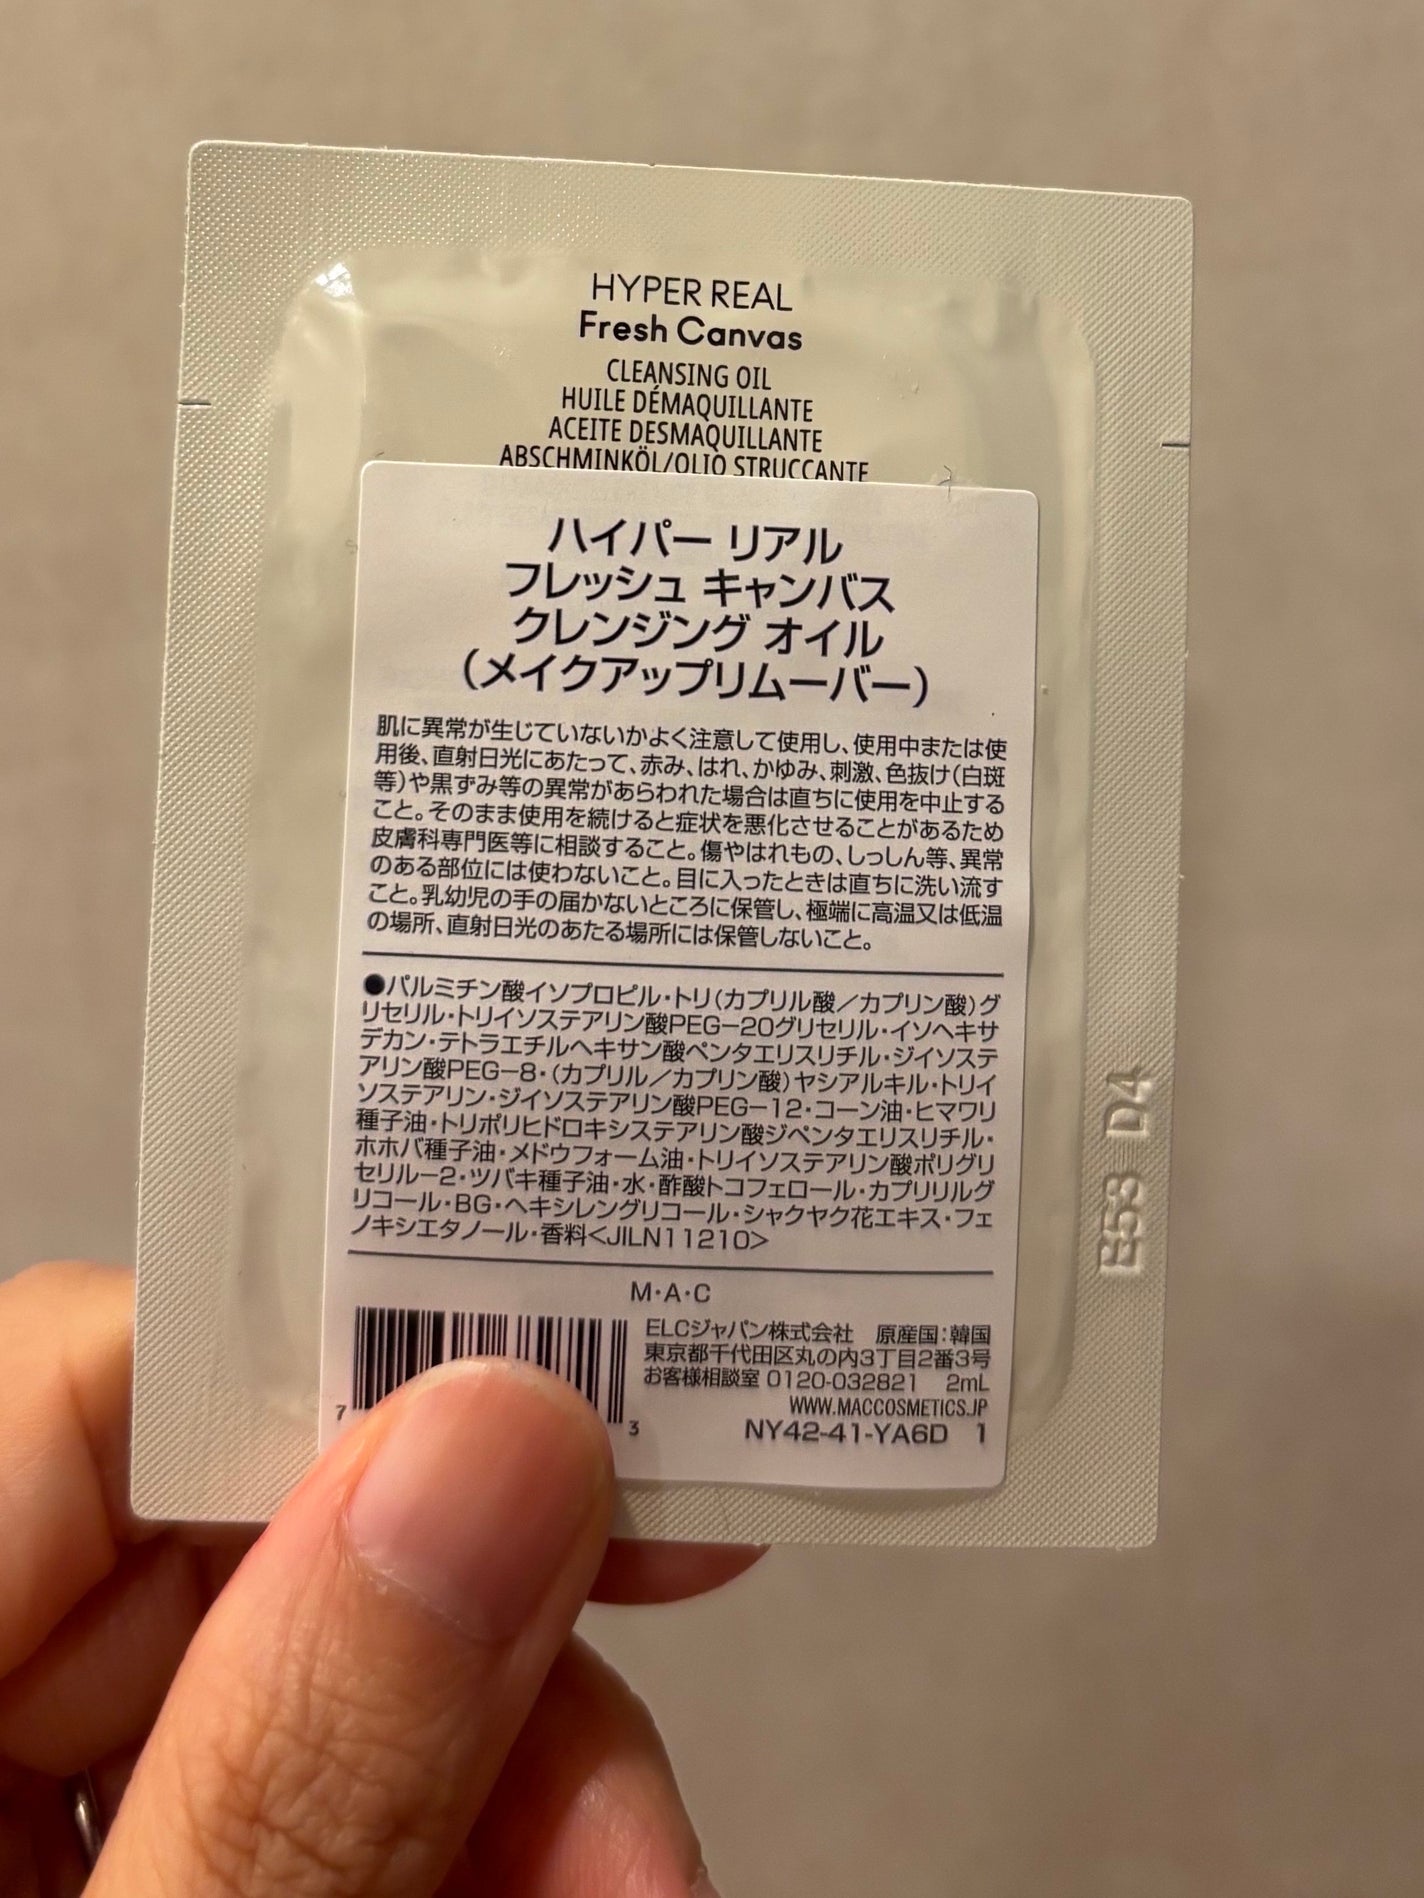 HYPER REAL
Fresh Canvas
CLEANSING OIL
HUILE DÉMAQUILLANTE
ACEITE DESMAQUILLANTE
ABSCHMINKÖL/OLIO STRUCCANTE
ハイパー リアル
フレッシュ キャンバス
クレンジング オイル
(メイクアップリムーバー)
肌に異常が生じていないかよく注意して使用し、使用中または使
用後、直射日光にあたって、赤み、はれ、かゆみ、刺激、色抜け(白斑
等)や黒ずみ等の異常があらわれた場合は直ちに使用を中止する
こと。そのまま使用を続けると症状を悪化させることがあるため
皮膚科専門医等に相談すること。傷やはれもの、しっしん等、異常
のある部位には使わないこと。目に入ったときは直ちに洗い流す
こと。乳幼児の手の届かないところに保管し、極端に高温又は低温
の場所、直射日光のあたる場所には保管しないこと。
●パルミチン酸イソプロピル・トリ(カプリル酸/カプリン酸)グ
リセリル・トリイソステアリン酸PEG-20グリセリル・イソヘキサ
デカン・テトラエチルヘキサン酸ペンタエリスリチル・ジイソステ
アリン酸PEG-8・(カプリル/カプリン酸)ヤシアルキル・トリイ
ソステアリン・ジイソステアリン酸PEG-12・コーン油・ヒマワリ
種子油・トリポリヒドロキシステアリン酸ジペンタエリスリチル・
ホホバ種子油・メドウフォーム油・トリイソステアリン酸ポリグリ
セリル-2・ツバキ種子油・水・酢酸トコフェロール・カプリリルグ
リコール・BG・ヘキシレングリコール・シャクヤク花エキス・フェ
ノキシエタノール・香料<JILN11210>
M・A・C
ELCジャパン株式会社 原産国:韓国
東京都千代田区丸の内3丁目2番3号
お客様相談室 0120-032821 2mL
WWW.MACCOSMETICS.JP
NY42-41-YA6D 1
7 3
E53 D4